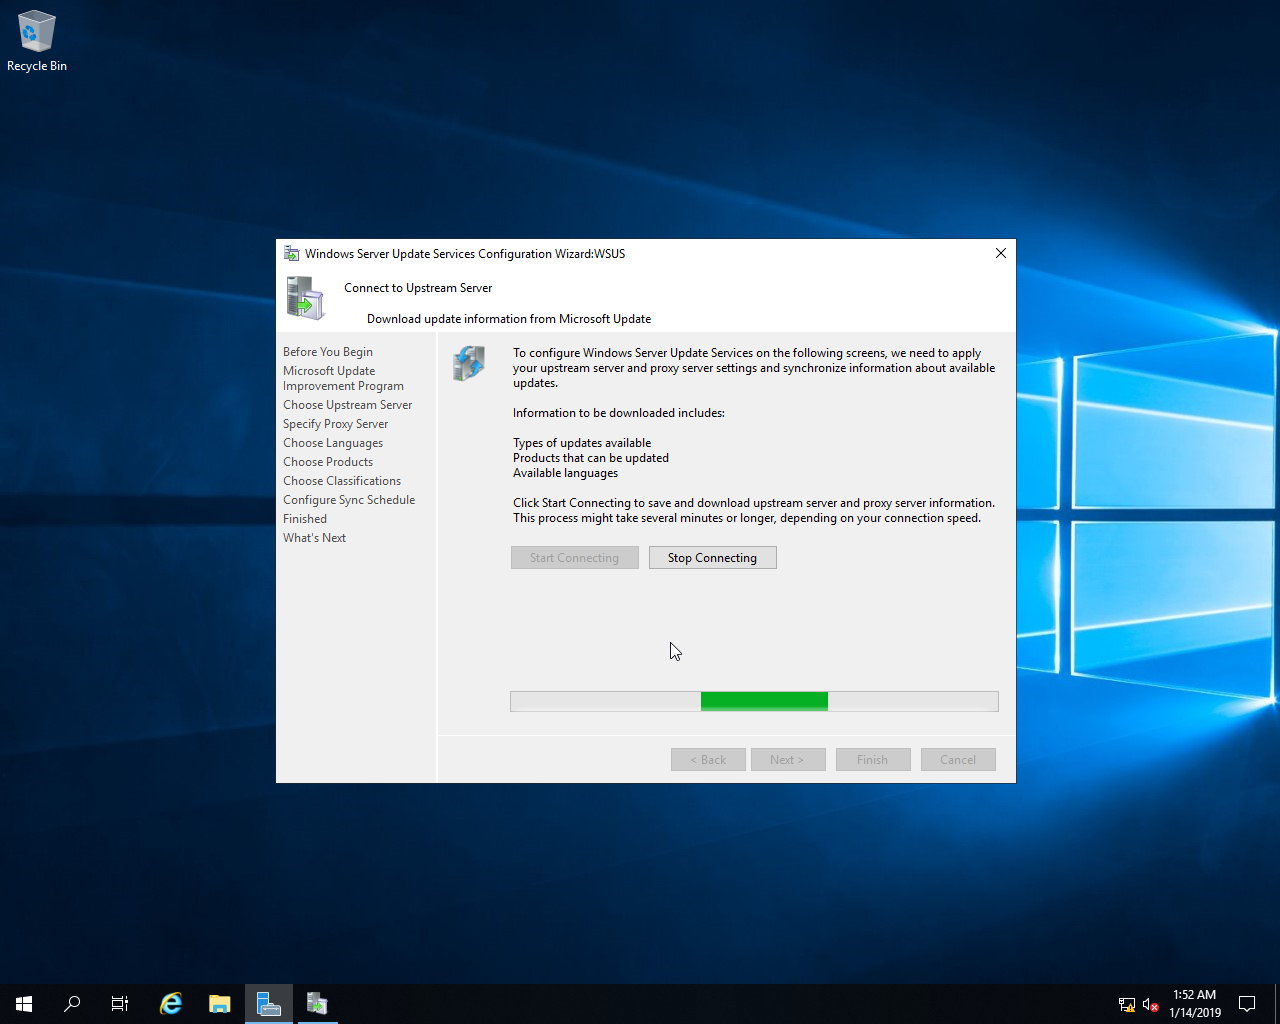 Recycle Bin
Windows Server Update Services Configuration Wizard:WSUS
Connect to Upstream Server
Download update information from Microsoft Update
Before You Begin
Microsoft Update
Improvement Program
Choose Upstream Server
Specify Proxy Server
Choose Languages
Choose Products
Choose Classifications
Configure Sync Schedule
Finished
What's Next
To configure Windows Server Update Services on the following screens, we need to apply
your upstream server and proxy server settings and synchronize information about available
updates.
Information to be downloaded includes:
Types of updates available
Products that can be updated
Available languages
Click Start Connecting to save and download upstream server and proxy server information.
This process might take several minutes or longer, depending on your connection speed.
Start Connecting
Stop Connecting
< Back
Next >
Finish
Cancel
1:52 AM
1/14/2019